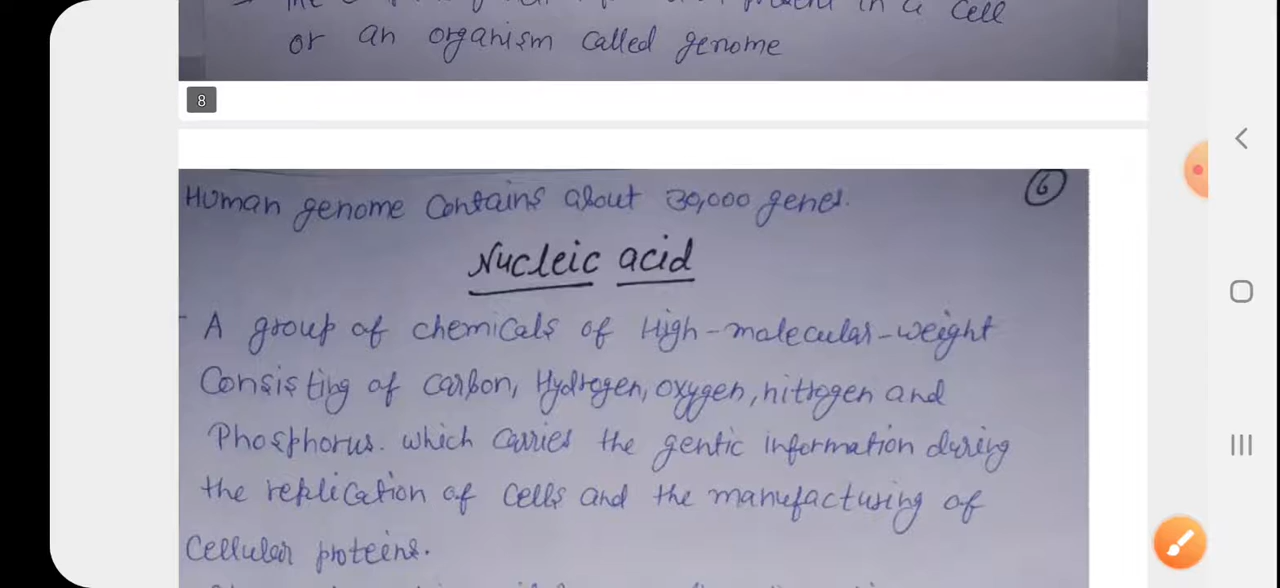 in a cell
or an organism called genome
8
Human genome contains about 30,000 genes.
6
Nucleic acid
- A group of chemicals of High-molecular-weight
Consisting of carbon, Hydrogen, oxygen, nitrogen and
Phosphorus. which carries the gentic information during
the replication of cells and the manufacturing of
cellular proteins.